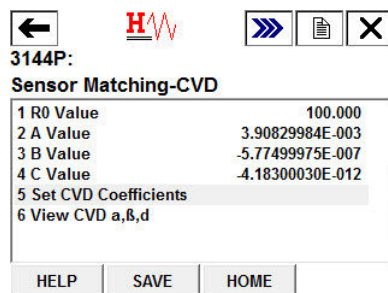 H
3144P:
Sensor Matching-CVD
1 R0 Value 100.000
2 A Value 3.90829984E-003
3 B Value -5.77499975E-007
4 C Value -4.18300030E-012
5 Set CVD Coefficients
6 View CVD a,ß,d
HELP SAVE HOME